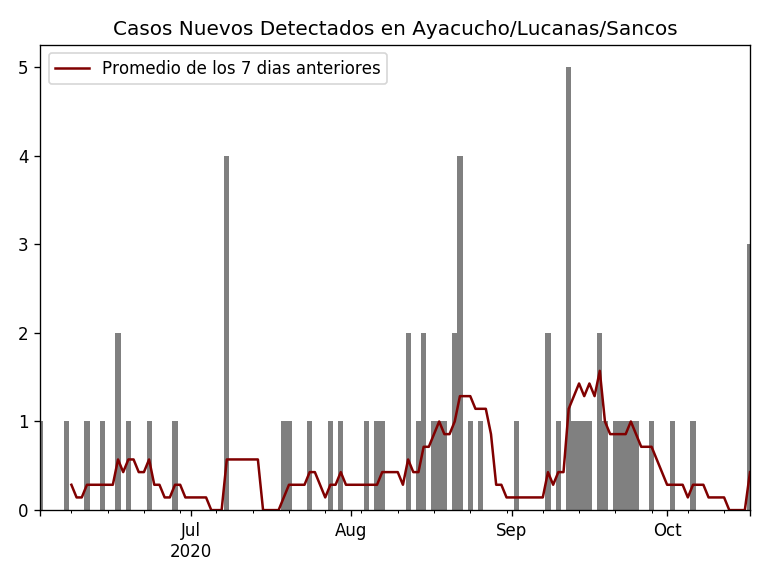 Casos Nuevos Detectados en Ayacucho/Lucanas/Sancos
Promedio de los 7 dias anteriores
5
4
3
2
1
0
Jul
2020
Aug
Sep
Oct